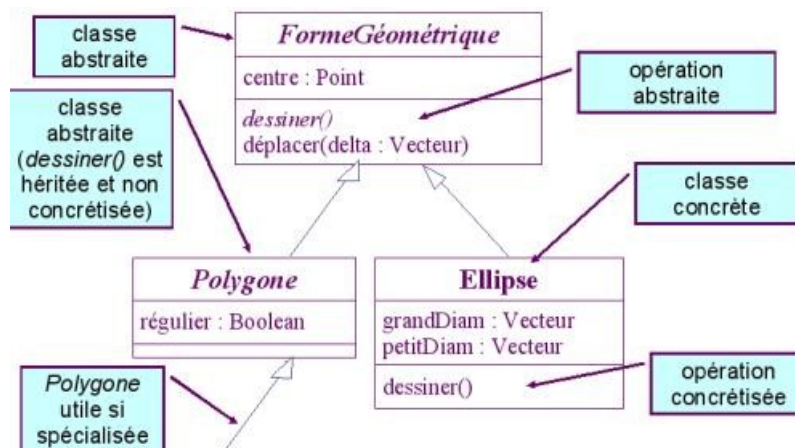 classe
abstraite
FormeGéométrique
centre : Point
dessiner()
déplacer(delta : Vecteur)
opération
abstraite
classe
abstraite
(dessiner() est
héritée et non
concrétisée)
classe
concrète
Polygone
régulier : Boolean
Ellipse
grandDiam : Vecteur
petitDiam : Vecteur
dessiner()
Polygone
utile si
spécialisée
opération
concrétisée